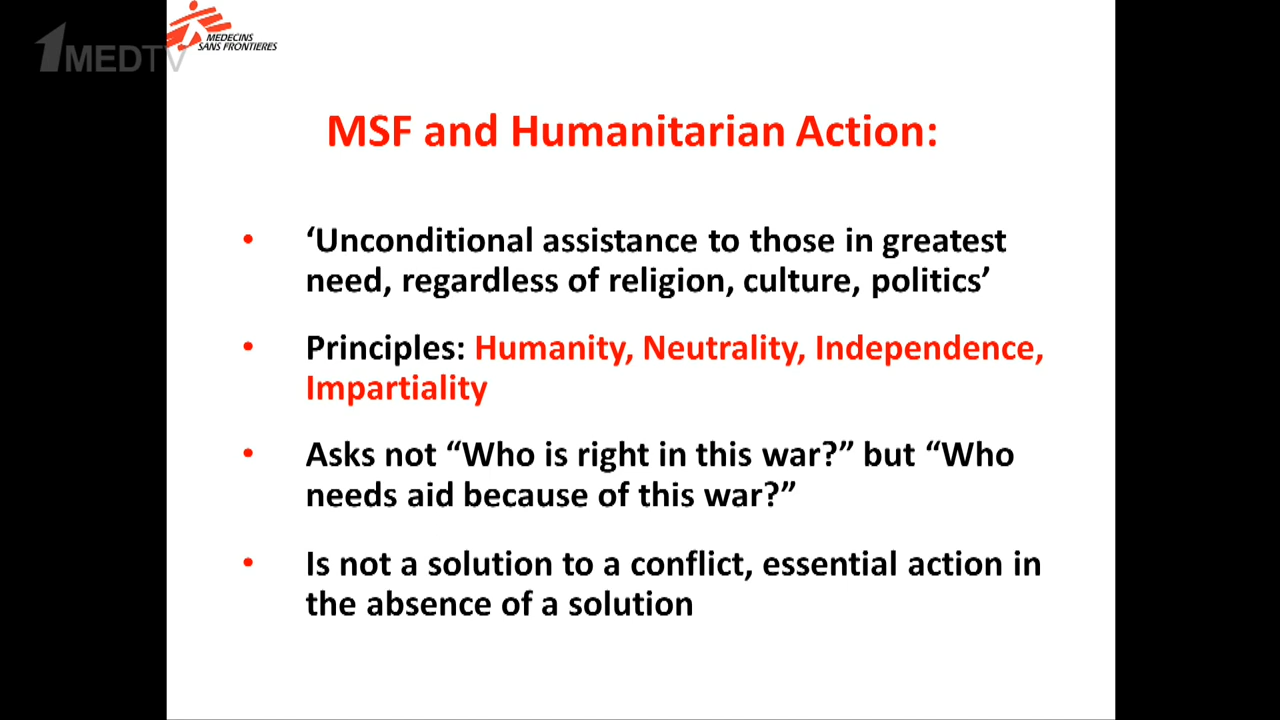 1MEDTV
MEDECINS
SANS FRONTIERES
MSF and Humanitarian Action:
• ‘Unconditional assistance to those in greatest
need, regardless of religion, culture, politics’
• Principles: Humanity, Neutrality, Independence,
Impartiality
• Asks not “Who is right in this war?” but “Who
needs aid because of this war?”
• Is not a solution to a conflict, essential action in
the absence of a solution